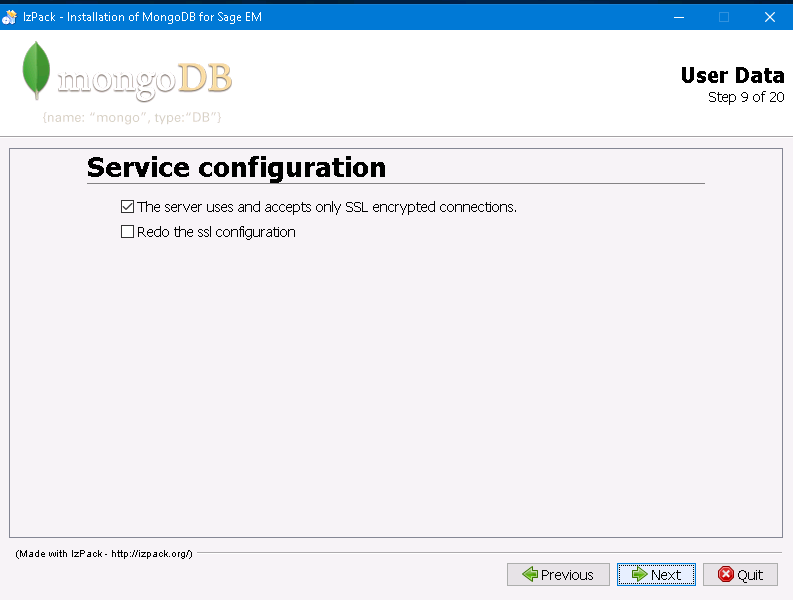 IzPack - Installation of MongoDB for Sage EM
mongoDB
{name: "mongo", type:"DB"}
User Data
Step 9 of 20
Service configuration
The server uses and accepts only SSL encrypted connections.
Redo the ssl configuration
(Made with IzPack - http://izpack.org/)
Previous
Next
Quit